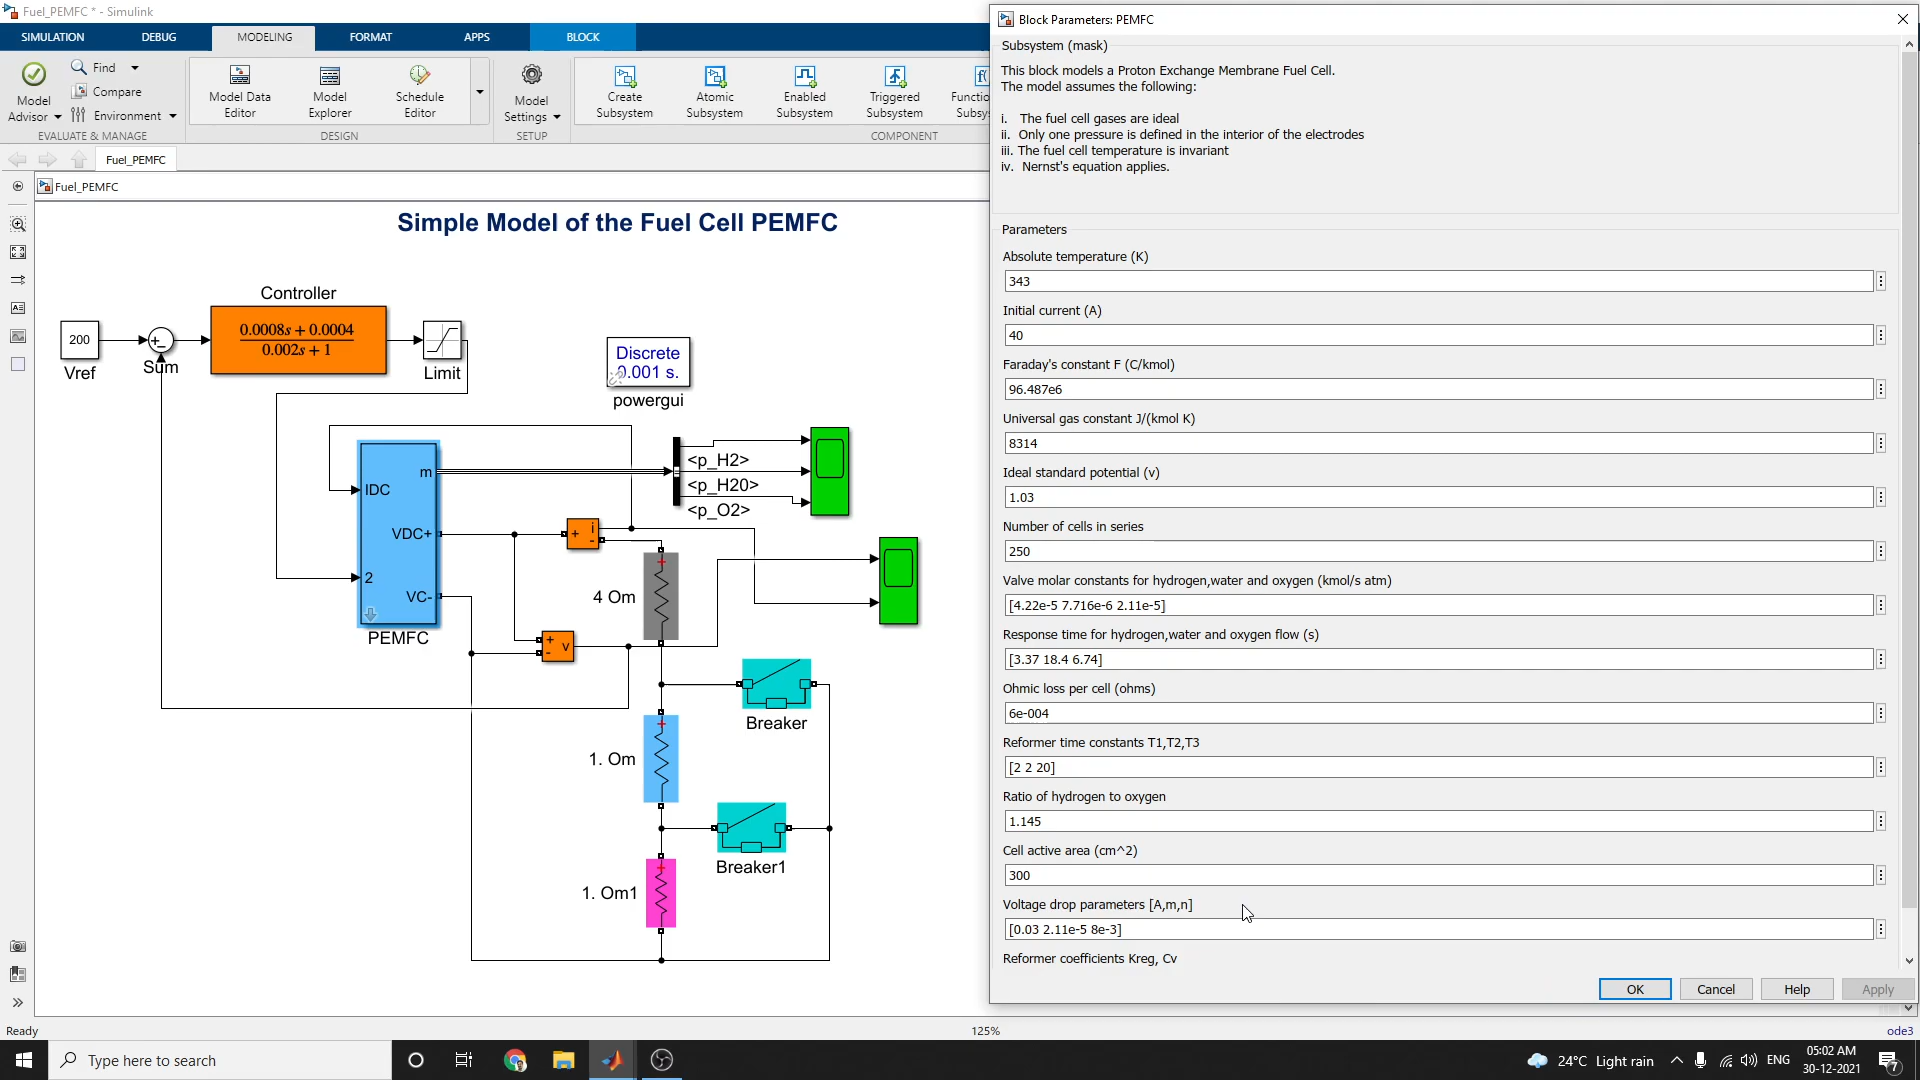 Fuel_PEMFC * - Simulink
SIMULATION DEBUG MODELING FORMAT APPS BLOCK
Model Advisor
Find
Compare
Environment
EVALUATE & MANAGE
Model Data Editor
Model Explorer
Schedule Editor
DESIGN
Model Settings
SETUP
Create Subsystem
Atomic Subsystem
Enabled Subsystem
Triggered Subsystem
COMPONENT
Fuel_PEMFC
Fuel_PEMFC
Simple Model of the Fuel Cell PEMFC
Controller
200
Vref
Sum
0.0008s + 0.0004
0.002s + 1
Limit
Discrete
0.001 s.
powergui
m
IDC
VDC+
2
VC-
PEMFC
<p_H2>
<p_H20>
<p_O2>
+ i -
+ - v
4 Om
Breaker
1. Om
Breaker1
1. Om1
Block Parameters: PEMFC
Subsystem (mask)
This block models a Proton Exchange Membrane Fuel Cell.
The model assumes the following:
i. The fuel cell gases are ideal
ii. Only one pressure is defined in the interior of the electrodes
iii. The fuel cell temperature is invariant
iv. Nernst's equation applies.
Parameters
Absolute temperature (K)
343
Initial current (A)
40
Faraday's constant F (C/kmol)
96.487e6
Universal gas constant J/(kmol K)
8314
Ideal standard potential (v)
1.03
Number of cells in series
250
Valve molar constants for hydrogen,water and oxygen (kmol/s atm)
[4.22e-5 7.716e-6 2.11e-5]
Response time for hydrogen,water and oxygen flow (s)
[3.37 18.4 6.74]
Ohmic loss per cell (ohms)
6e-004
Reformer time constants T1,T2,T3
[2 2 20]
Ratio of hydrogen to oxygen
1.145
Cell active area (cm^2)
300
Voltage drop parameters [A,m,n]
[0.03 2.11e-5 8e-3]
Reformer coefficients Kreg, Cv
OK Cancel Help Apply
Ready 125% ode3
Type here to search
24°C Light rain ENG
05:02 AM
30-12-2021
7